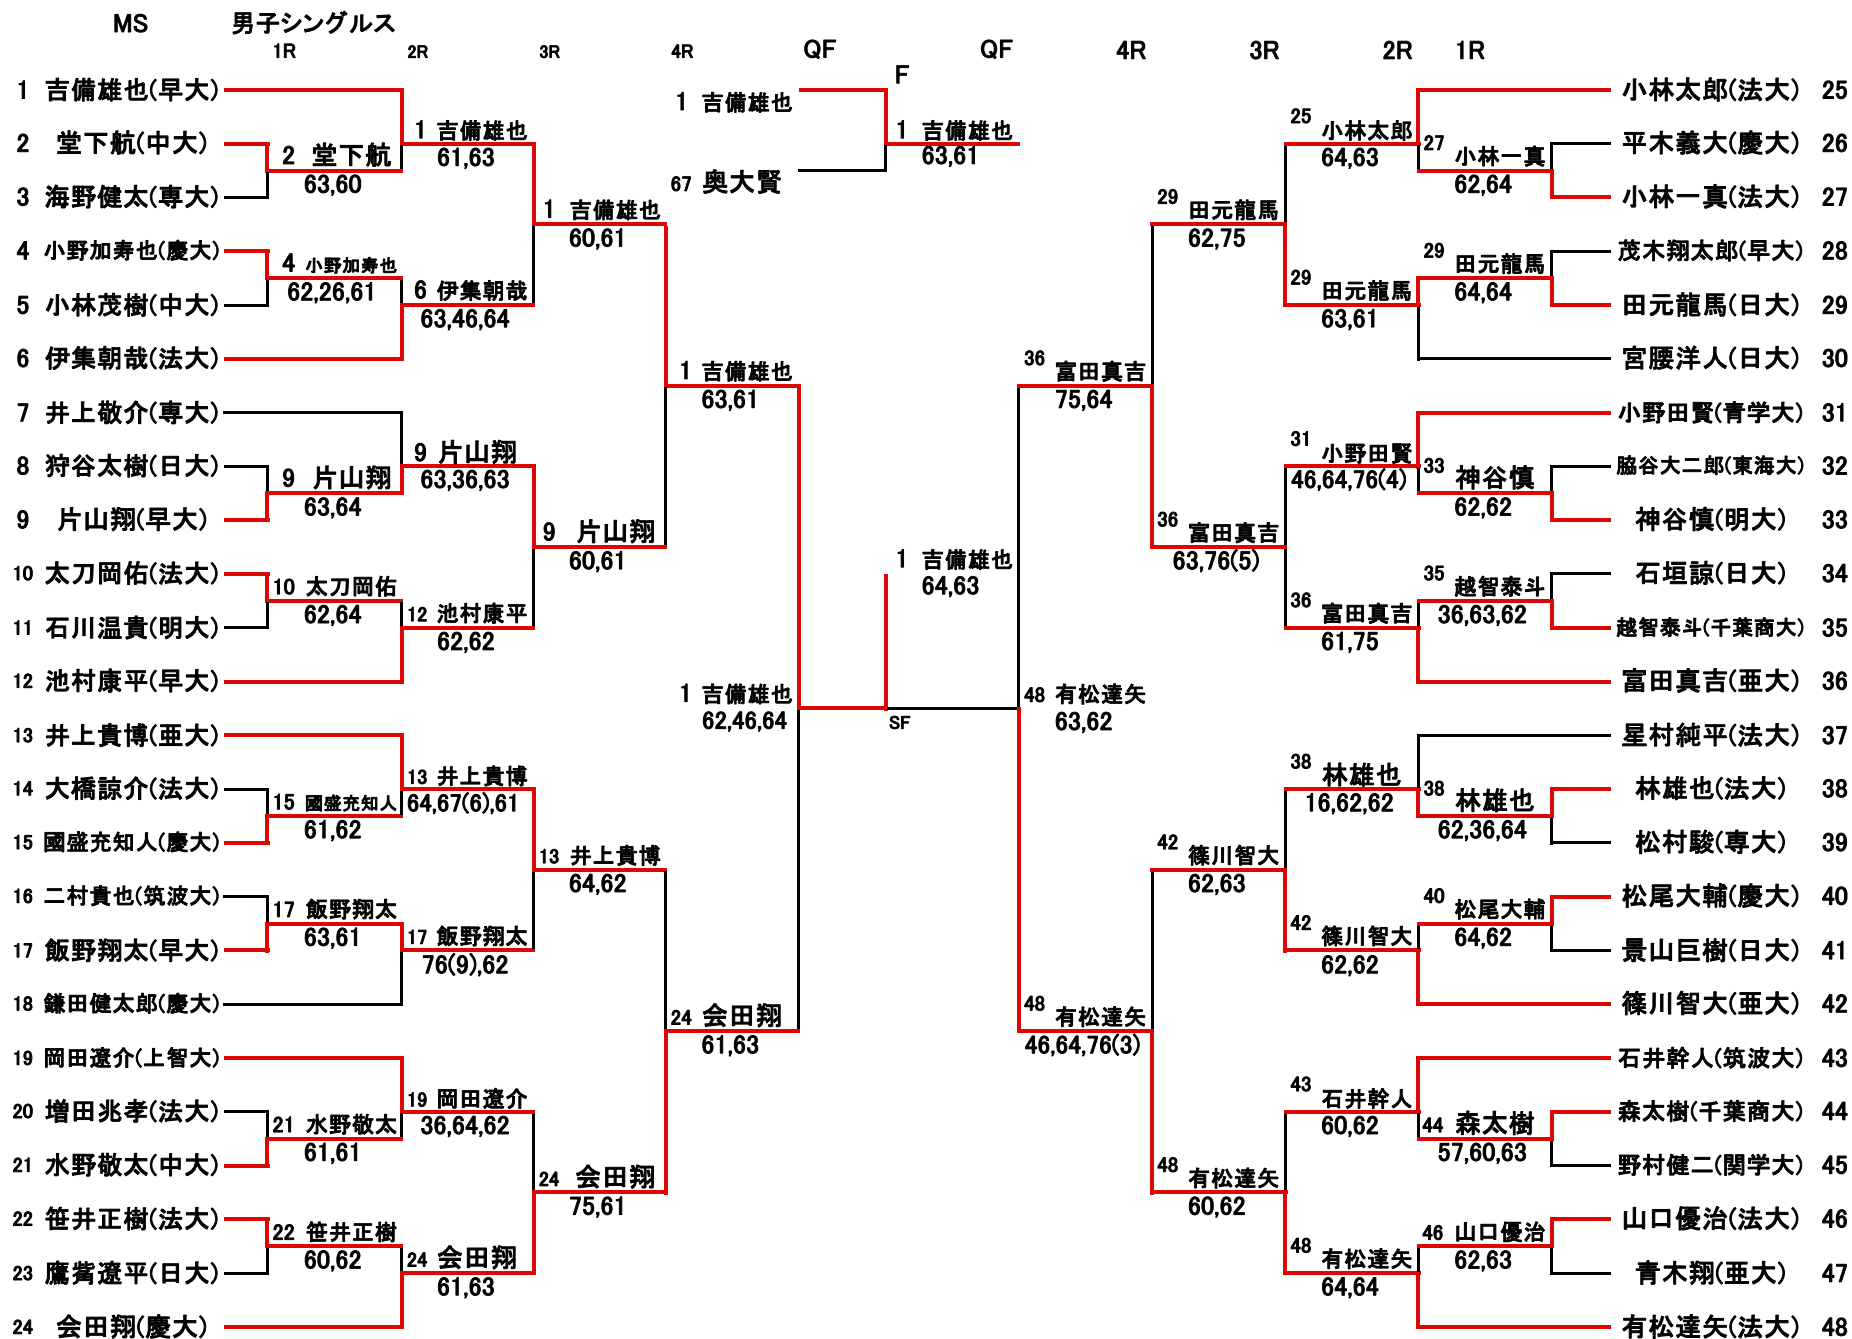 MS 男子シングルス
1R 2R 3R 4R QF F QF 4R 3R 2R 1R
1 吉備雄也(早大)
2 堂下航(中大)
3 海野健太(専大)
4 小野加寿也(慶大)
5 小林茂樹(中大)
6 伊集朝哉(法大)
7 井上敬介(専大)
8 狩谷太樹(日大)
9 片山翔(早大)
10 太刀岡佑(法大)
11 石川温貴(明大)
12 池村康平(早大)
13 井上貴博(亜大)
14 大橋諒介(法大)
15 國盛充知人(慶大)
16 二村貴也(筑波大)
17 飯野翔太(早大)
18 鎌田健太郎(慶大)
19 岡田遼介(上智大)
20 増田兆孝(法大)
21 水野敬太(中大)
22 笹井正樹(法大)
23 鷹觜遼平(日大)
24 会田翔(慶大)
2 堂下航
63,60
4 小野加寿也
62,26,61
9 片山翔
63,64
10 太刀岡佑
62,64
15 國盛充知人
61,62
17 飯野翔太
63,61
21 水野敬太
61,61
22 笹井正樹
60,62
1 吉備雄也
61,63
6 伊集朝哉
63,46,64
9 片山翔
63,36,63
12 池村康平
62,62
13 井上貴博
64,67(6),61
17 飯野翔太
76(9),62
19 岡田遼介
36,64,62
24 会田翔
61,63
1 吉備雄也
60,61
9 片山翔
60,61
13 井上貴博
64,62
24 会田翔
75,61
1 吉備雄也
63,61
24 会田翔
61,63
1 吉備雄也
62,46,64
1 吉備雄也
67 奥大賢
1 吉備雄也
63,61
1 吉備雄也
64,63
SF
48 有松達矢
63,62
36 富田真吉
75,64
48 有松達矢
46,64,76(3)
29 田元龍馬
62,75
36 富田真吉
63,76(5)
42 篠川智大
62,63
48 有松達矢
60,62
25 小林太郎
64,63
29 田元龍馬
63,61
31 小野田賢
46,64,76(4)
36 富田真吉
61,75
38 林雄也
16,62,62
42 篠川智大
62,62
43 石井幹人
60,62
48 有松達矢
64,64
27 小林一真
62,64
29 田元龍馬
64,64
33 神谷慎
62,62
35 越智泰斗
36,63,62
38 林雄也
62,36,64
40 松尾大輔
64,62
44 森太樹
57,60,63
46 山口優治
62,63
小林太郎(法大) 25
平木義大(慶大) 26
小林一真(法大) 27
茂木翔太郎(早大) 28
田元龍馬(日大) 29
宮腰洋人(日大) 30
小野田賢(青学大) 31
脇谷大二郎(東海大) 32
神谷慎(明大) 33
石垣諒(日大) 34
越智泰斗(千葉商大) 35
富田真吉(亜大) 36
星村純平(法大) 37
林雄也(法大) 38
松村駿(専大) 39
松尾大輔(慶大) 40
景山巨樹(日大) 41
篠川智大(亜大) 42
石井幹人(筑波大) 43
森太樹(千葉商大) 44
野村健二(関学大) 45
山口優治(法大) 46
青木翔(亜大) 47
有松達矢(法大) 48